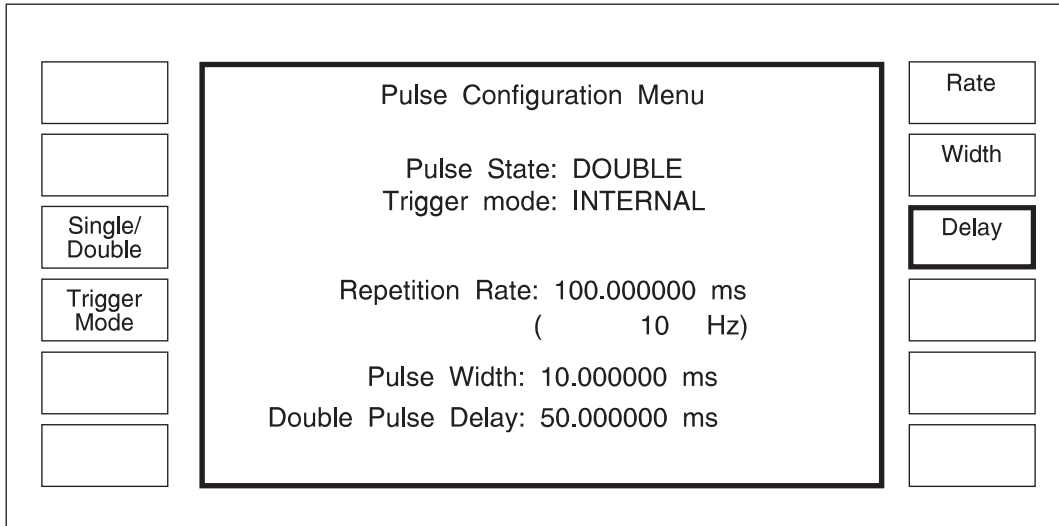 Single/
Double
Trigger
Mode
Pulse Configuration Menu
Pulse State: DOUBLE
Trigger mode: INTERNAL
Repetition Rate: 100.000000 ms
( 10 Hz)
Pulse Width: 10.000000 ms
Double Pulse Delay: 50.000000 ms
Rate
Width
Delay